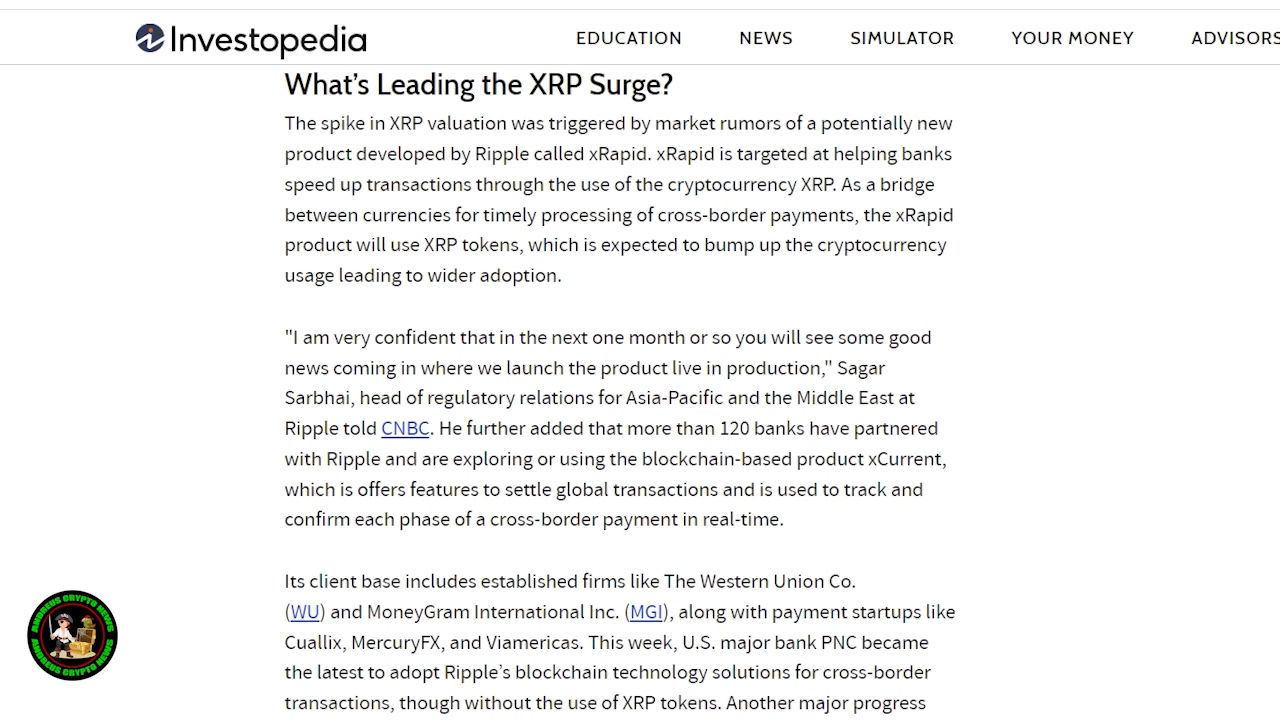 Investopedia
EDUCATION NEWS SIMULATOR YOUR MONEY ADVISORS
What’s Leading the XRP Surge?
The spike in XRP valuation was triggered by market rumors of a potentially new
product developed by Ripple called xRapid. xRapid is targeted at helping banks
speed up transactions through the use of the cryptocurrency XRP. As a bridge
between currencies for timely processing of cross-border payments, the xRapid
product will use XRP tokens, which is expected to bump up the cryptocurrency
usage leading to wider adoption.
"I am very confident that in the next one month or so you will see some good
news coming in where we launch the product live in production," Sagar
Sarbhai, head of regulatory relations for Asia-Pacific and the Middle East at
Ripple told CNBC. He further added that more than 120 banks have partnered
with Ripple and are exploring or using the blockchain-based product xCurrent,
which is offers features to settle global transactions and is used to track and
confirm each phase of a cross-border payment in real-time.
Its client base includes established firms like The Western Union Co.
(WU) and MoneyGram International Inc. (MGI), along with payment startups like
Cuallix, MercuryFX, and Viamericas. This week, U.S. major bank PNC became
the latest to adopt Ripple’s blockchain technology solutions for cross-border
transactions, though without the use of XRP tokens. Another major progress
ANDREUS CRYPTO NEWS
ANDREUS CRYPTO NEWS